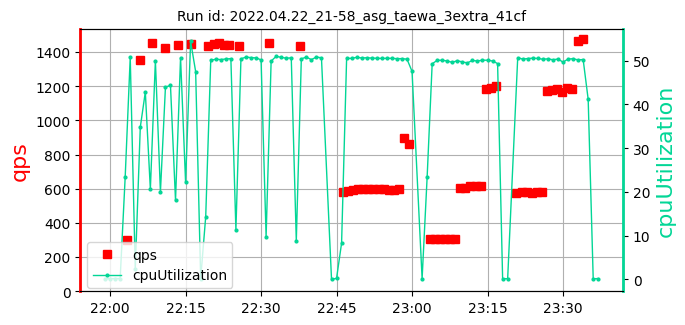 Run id: 2022.04.22_21-58_asg_taewa_3extra_41cf
1400
1200
1000
800
600
400
200
0
qps
50
40
30
20
10
0
cpuUtilization
qps
cpuUtilization
22:00 22:15 22:30 22:45 23:00 23:15 23:30